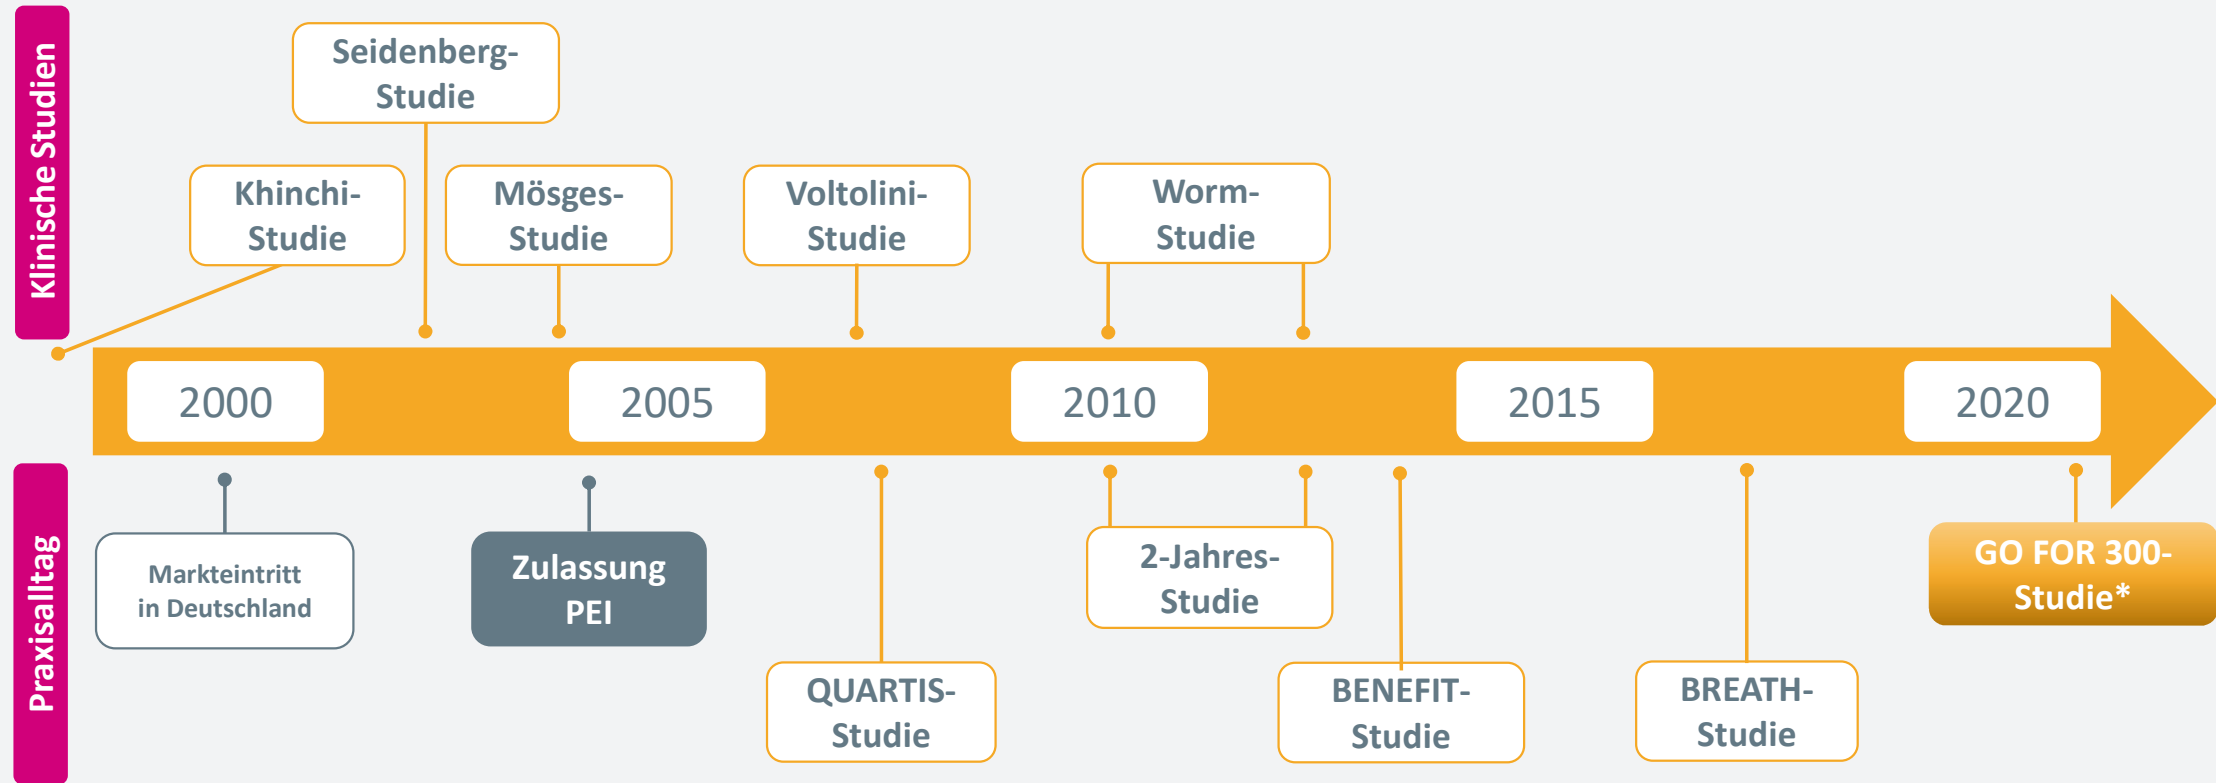 Klinische Studien
Seidenberg-
Studie
Khinchi-
Studie
Mösges-
Studie
Voltolini-
Studie
Worm-
Studie
2000
2005
2010
2015
2020
Praxisalltag
Markteintritt
in Deutschland
Zulassung
PEI
QUARTIS-
Studie
2-Jahres-
Studie
BENEFIT-
Studie
BREATH-
Studie
GO FOR 300-
Studie*